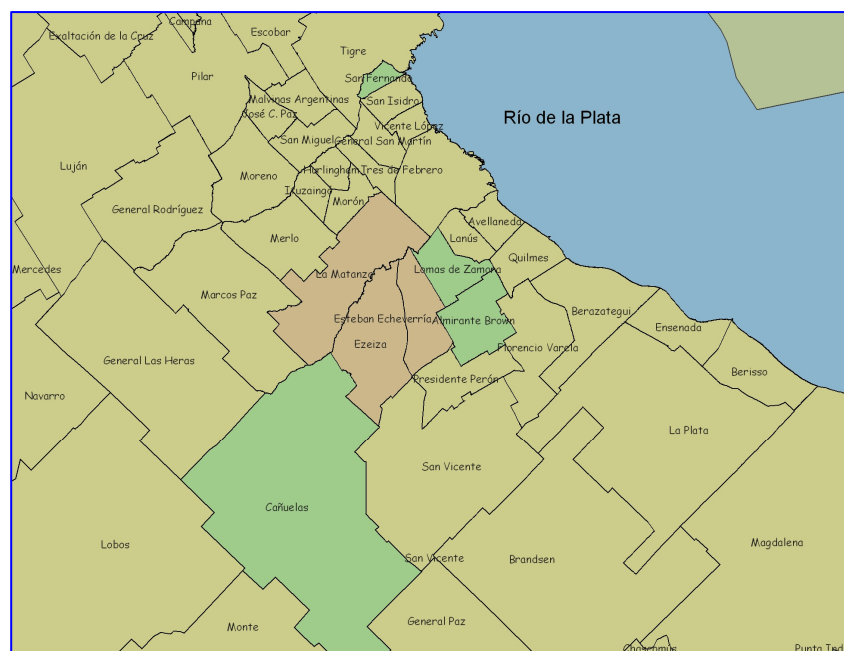 Campana
Exaltación de la Cruz
Escobar
Tigre
Pilar
San Fernando
Malvinas Argentinas
San Isidro
José C. Paz
Río de la Plata
Vicente López
San Miguel
General San Martín
Luján
Moreno
Hurlingham
Tres de Febrero
Ituzaingó
Morón
General Rodríguez
Avellaneda
Merlo
Lanús
Quilmes
Mercedes
La Matanza
Lomas de Zamora
Marcos Paz
Berazategui
Esteban Echeverría
Almirante Brown
Ensenada
Ezeiza
Florencio Varela
General Las Heras
Berisso
Presidente Perón
Navarro
La Plata
San Vicente
Cañuelas
Lobos
Magdalena
San Vicente
Brandsen
General Paz
Monte
Chascomús
Punta Ind